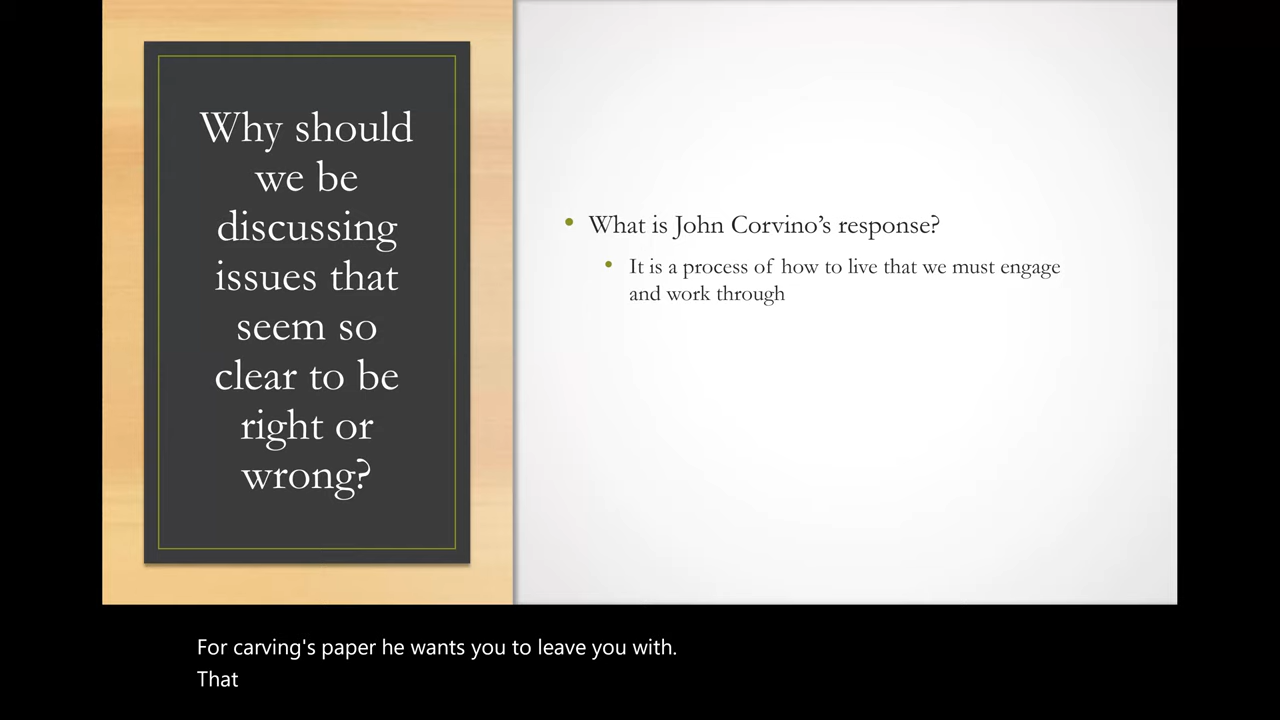 Why should
we be
discussing
issues that
seem so
clear to be
right or
wrong?
• What is John Corvino’s response?
• It is a process of how to live that we must engage
and work through
For carving's paper he wants you to leave you with.
That